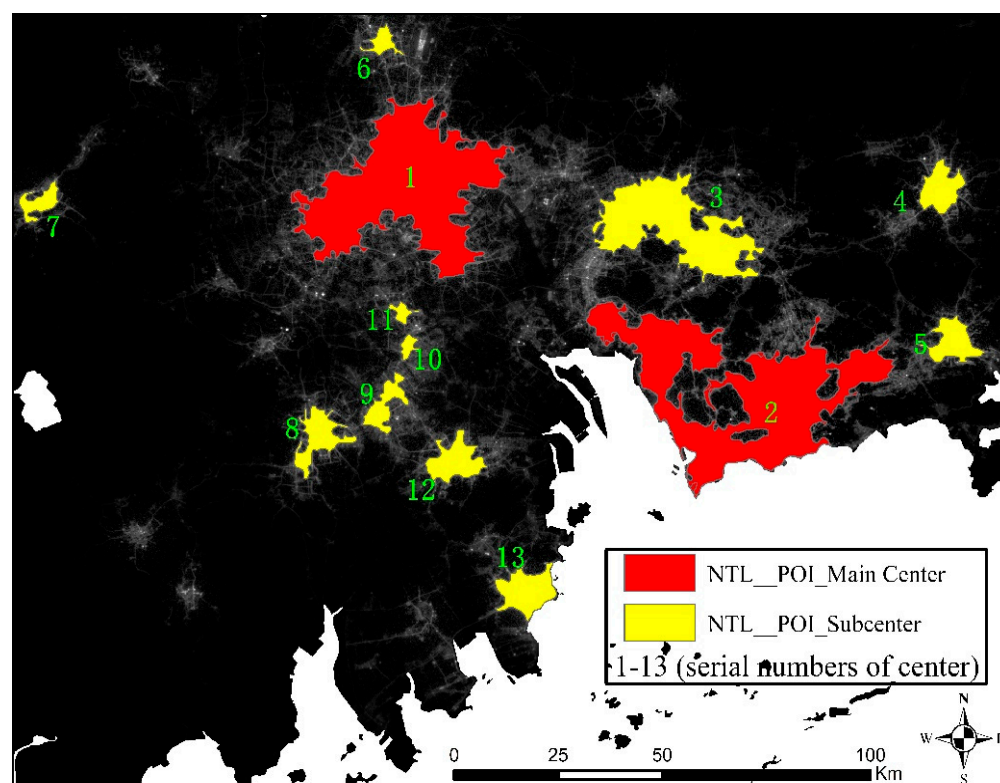 6
1
3
4
7
11
10
5
9
2
8
12
13
NTL__POI_Main Center
NTL__POI_Subcenter
1-13 (serial numbers of center)
N
W E
S
0 25 50 100
Km